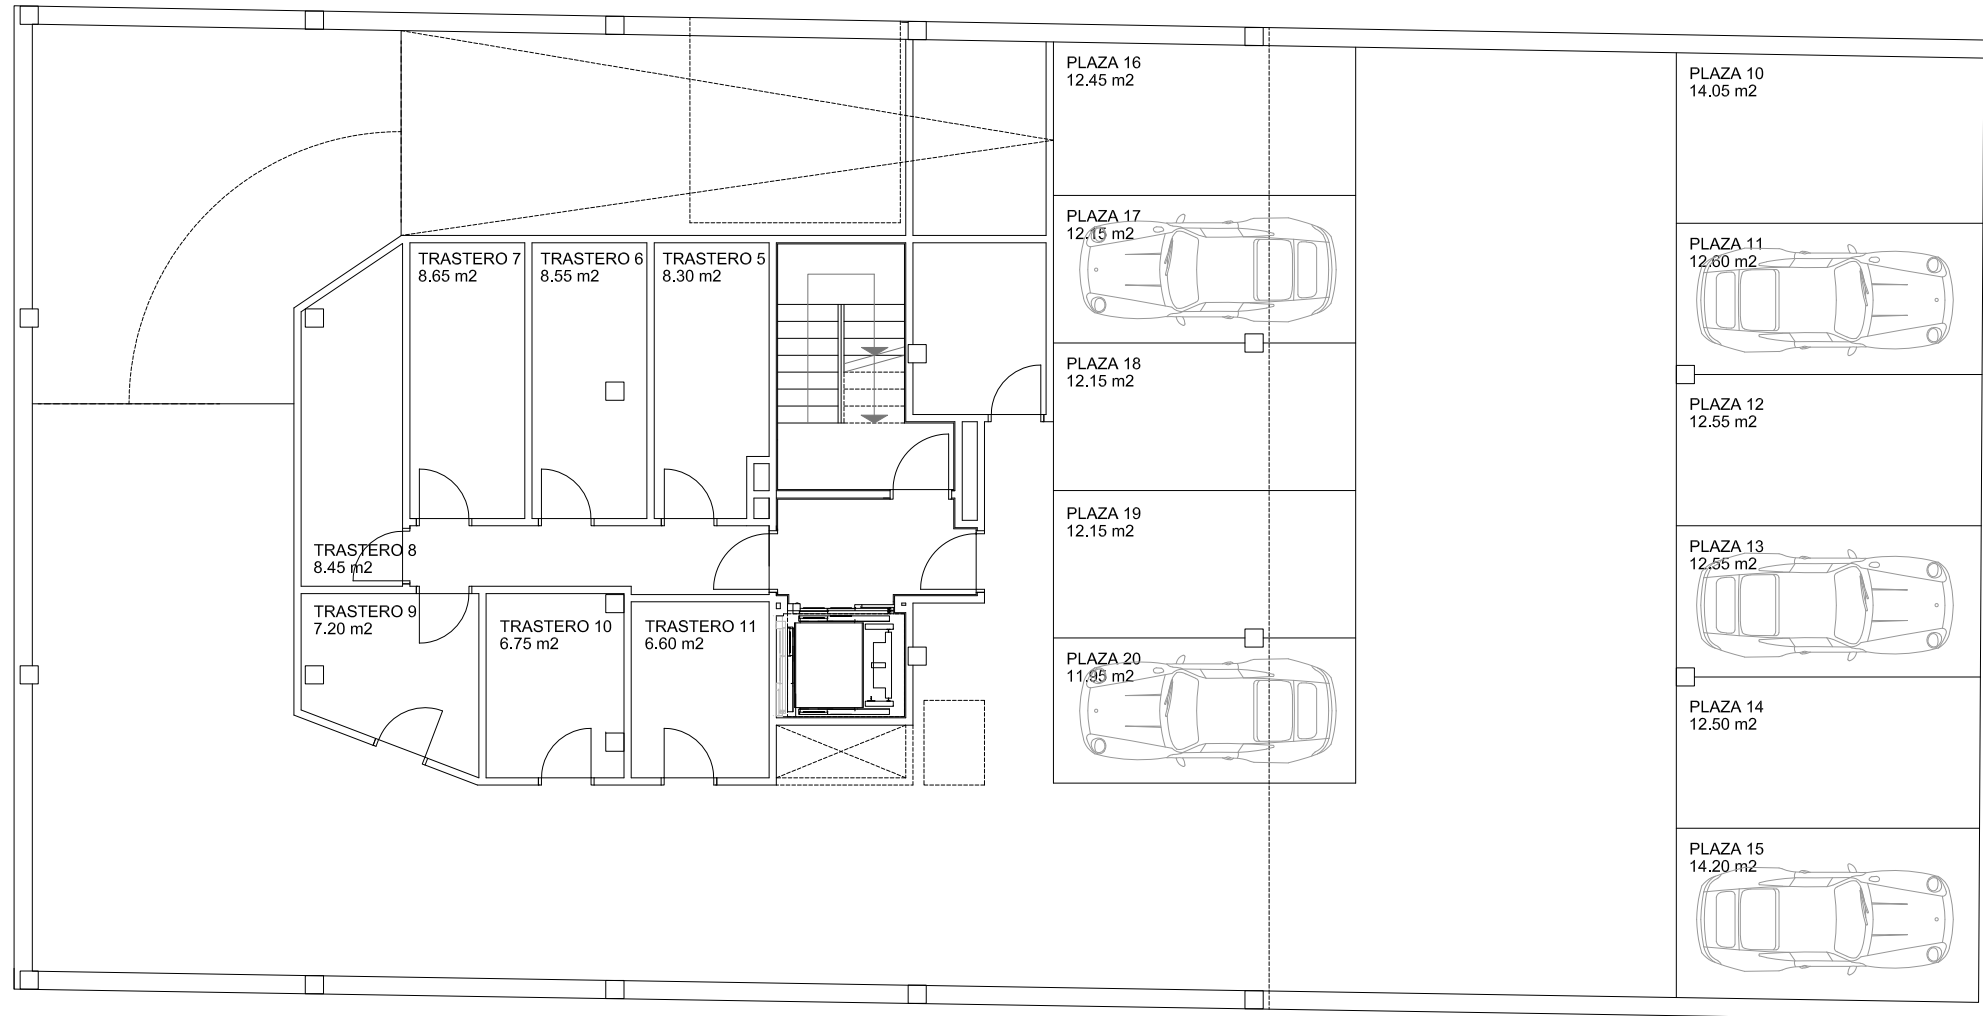 PLAZA 16
12.45 m2
PLAZA 10
14.05 m2
PLAZA 17
12.15 m2
PLAZA 11
12.60 m2
TRASTERO 7
8.65 m2
TRASTERO 6
8.55 m2
TRASTERO 5
8.30 m2
PLAZA 18
12.15 m2
PLAZA 12
12.55 m2
PLAZA 19
12.15 m2
PLAZA 13
12.55 m2
TRASTERO 8
8.45 m2
TRASTERO 9
7.20 m2
TRASTERO 10
6.75 m2
TRASTERO 11
6.60 m2
PLAZA 20
11.95 m2
PLAZA 14
12.50 m2
PLAZA 15
14.20 m2